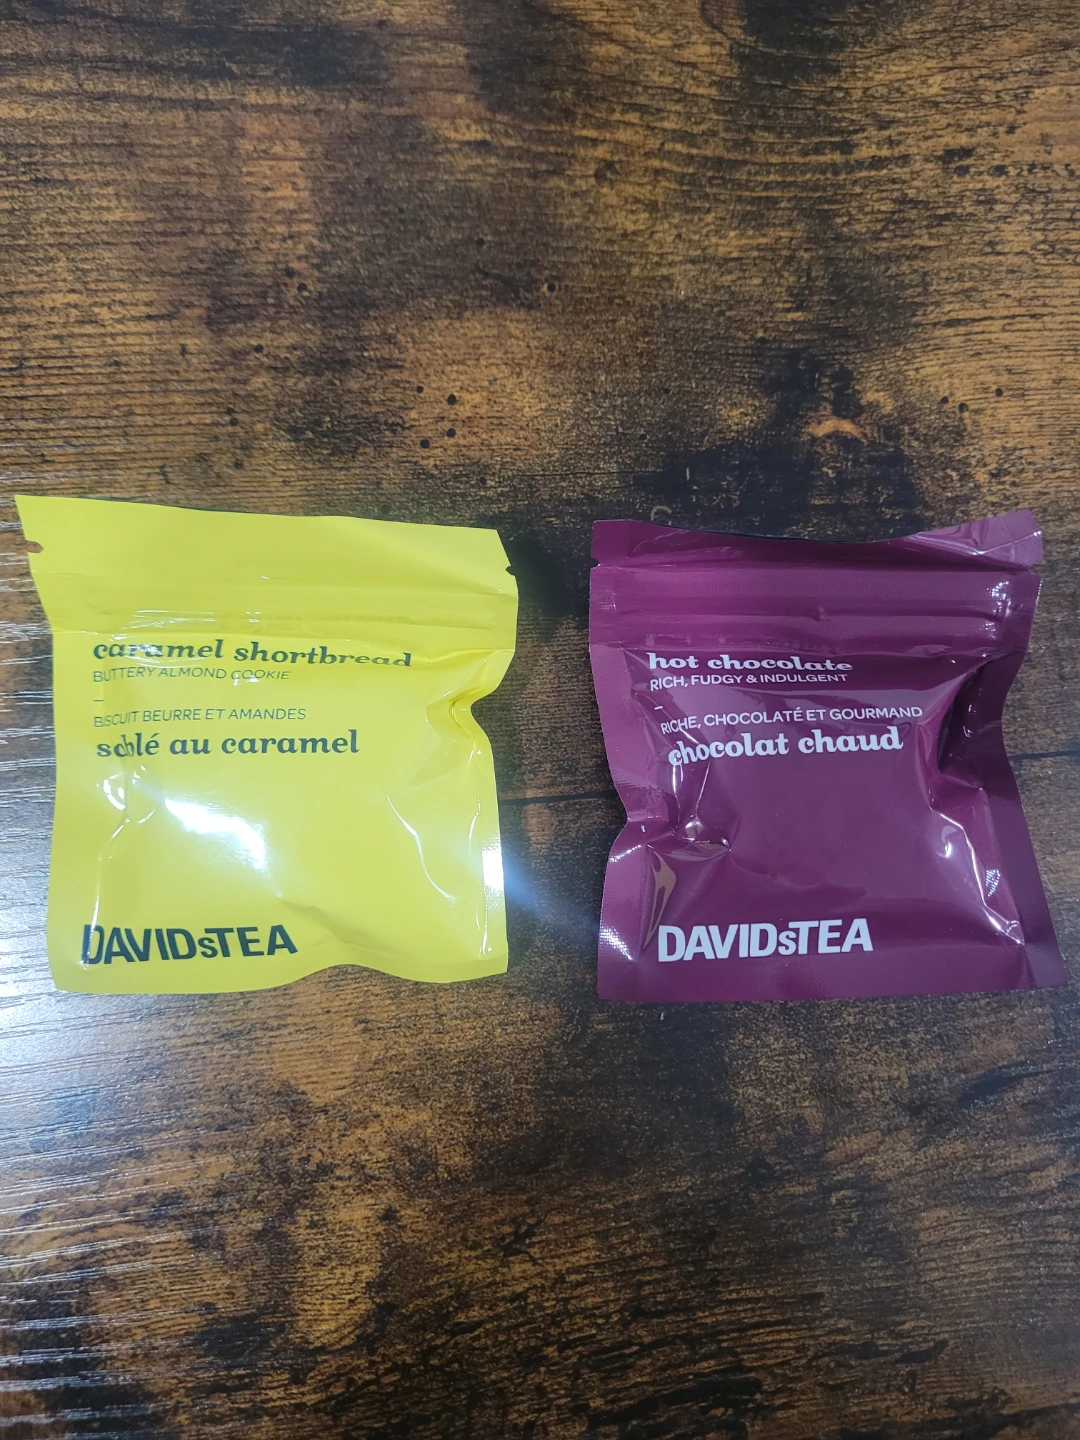 caramel shortbread
BUTTERY ALMOND COOKIE
–
BISCUIT BEURRE ET AMANDES
sablé au caramel
DAVIDsTEA
hot chocolate
RICH, FUDGY & INDULGENT
–
RICHE, CHOCOLATÉ ET GOURMAND
chocolat chaud
DAVIDsTEA